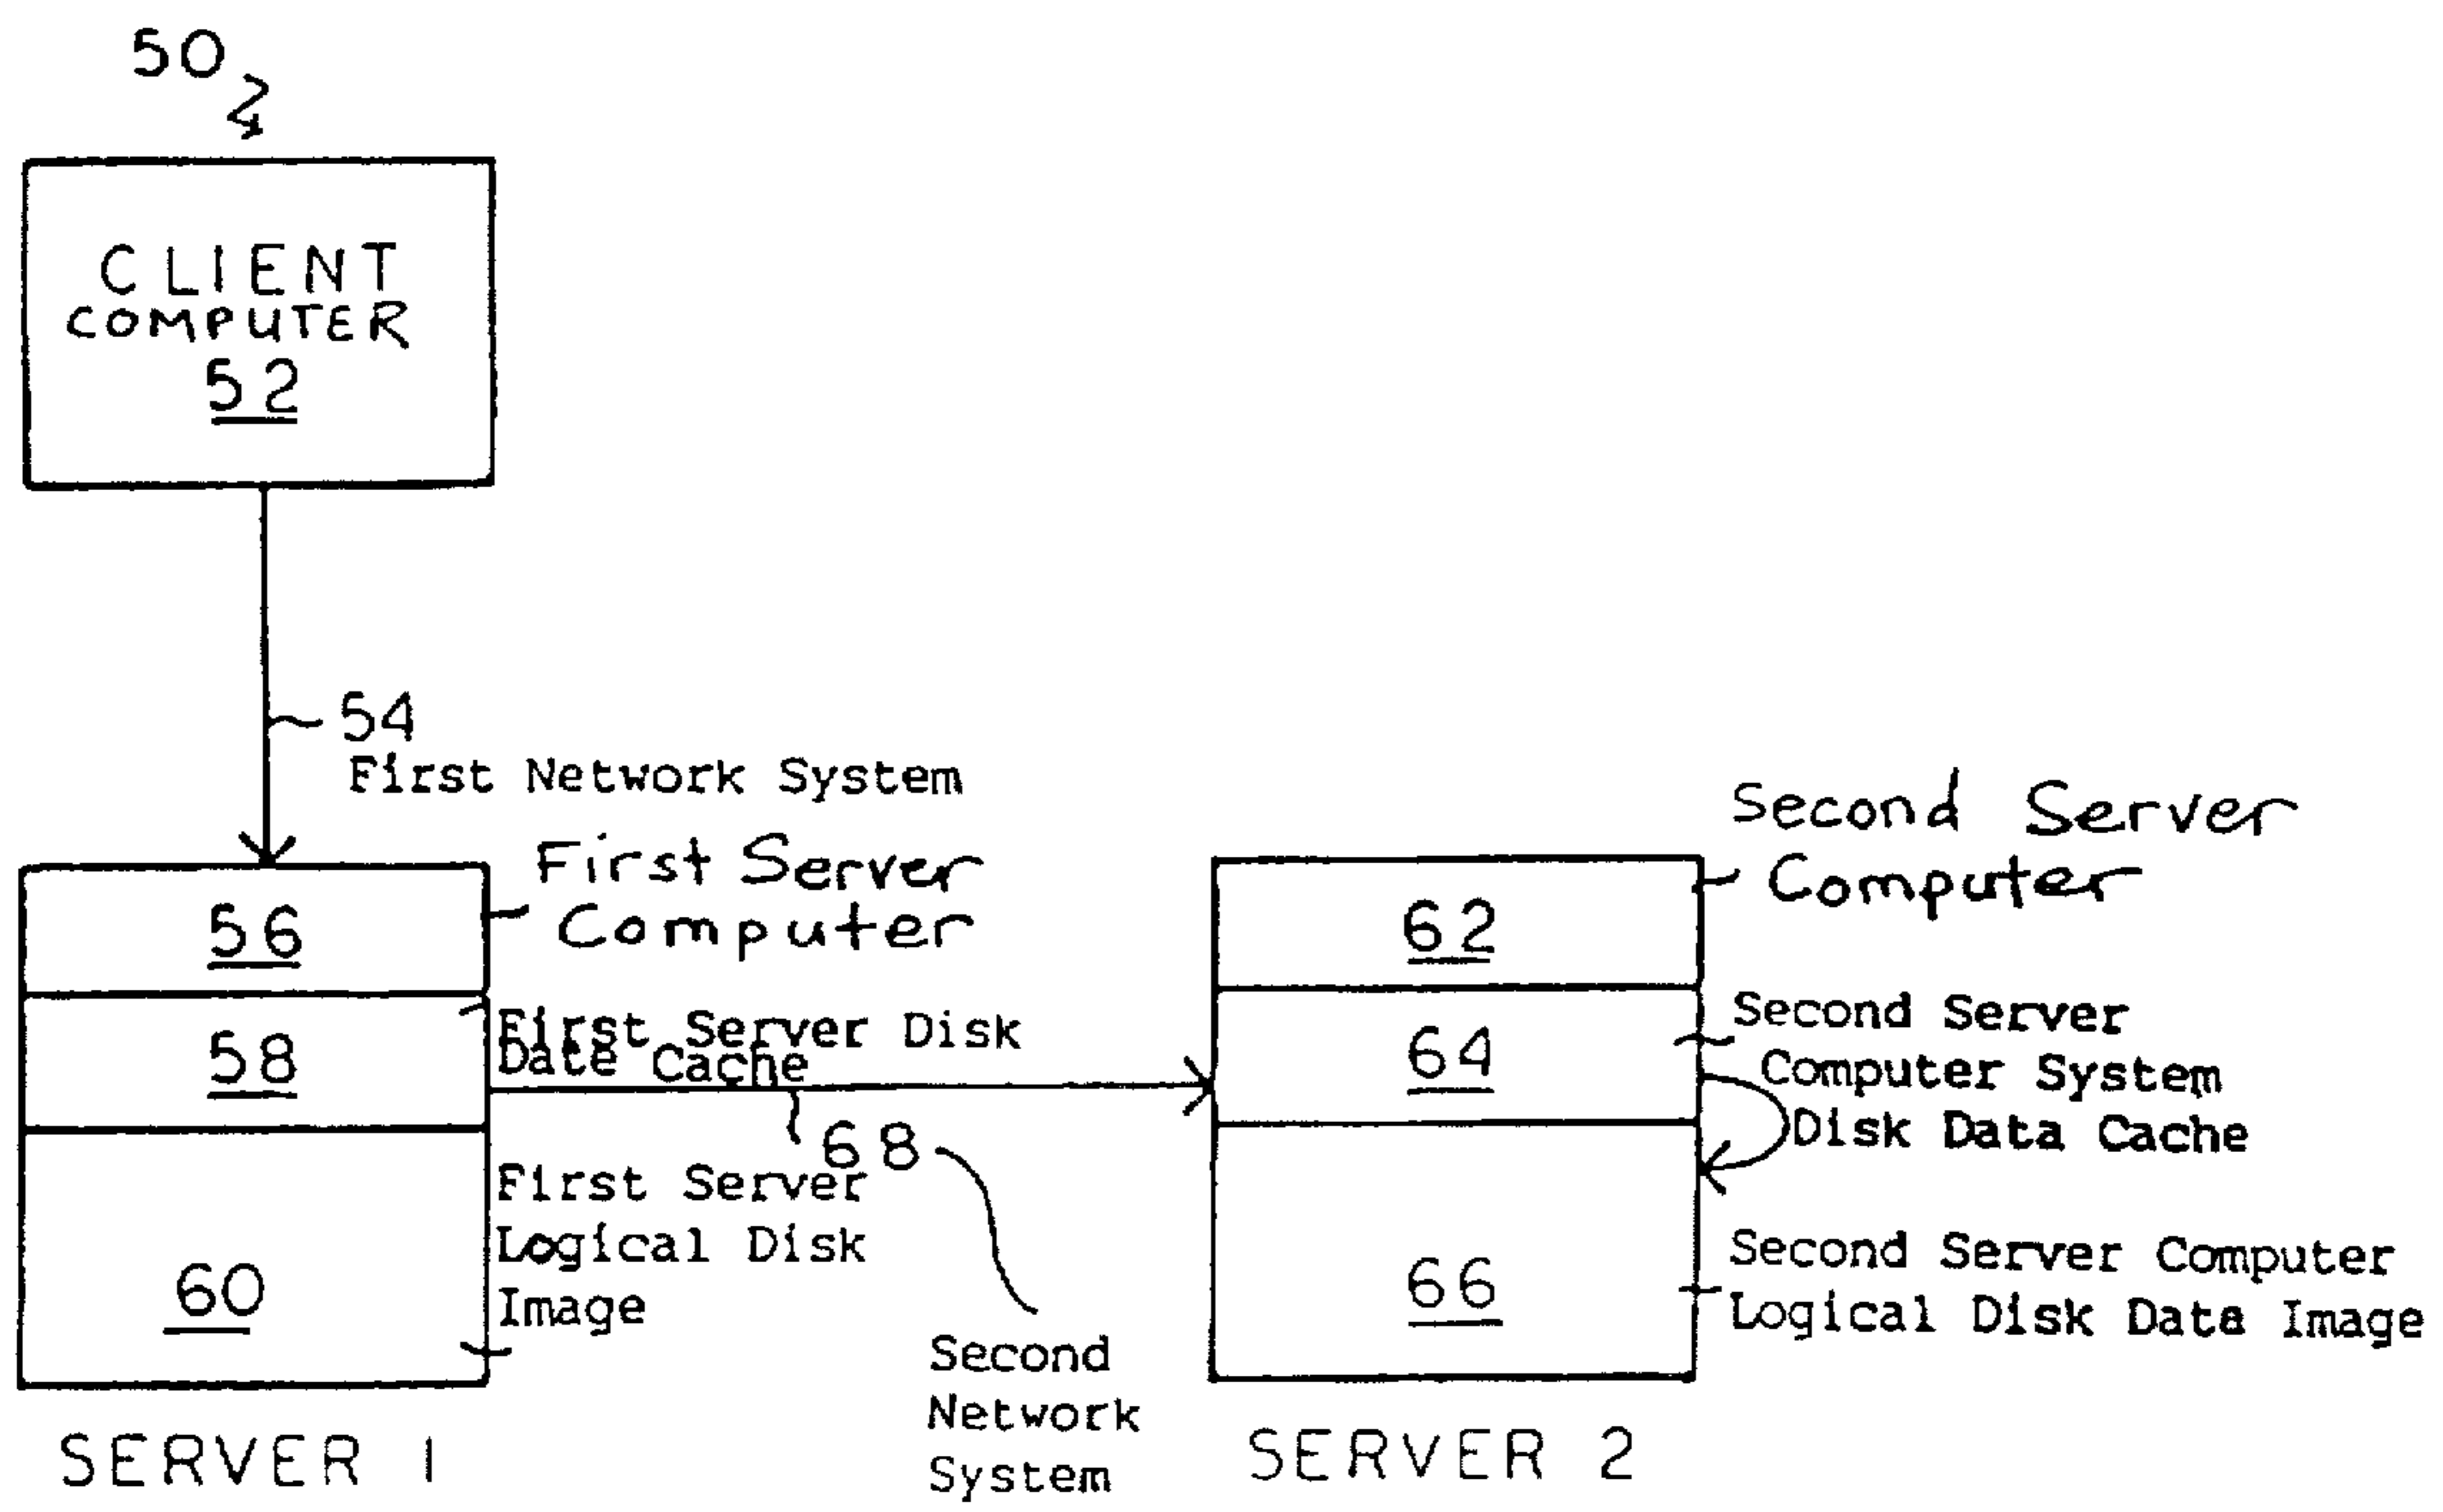 50
CLIENT
COMPUTER
52
54
First Network System
First Server
Computer
56
58
First Server Disk
Date Cache
68
60
First Server
Logical Disk
Image
SERVER 1
Second
Network
System
Second Server
Computer
62
64
Second Server
Computer System
Disk Data Cache
66
Second Server Computer
Logical Disk Data Image
SERVER 2